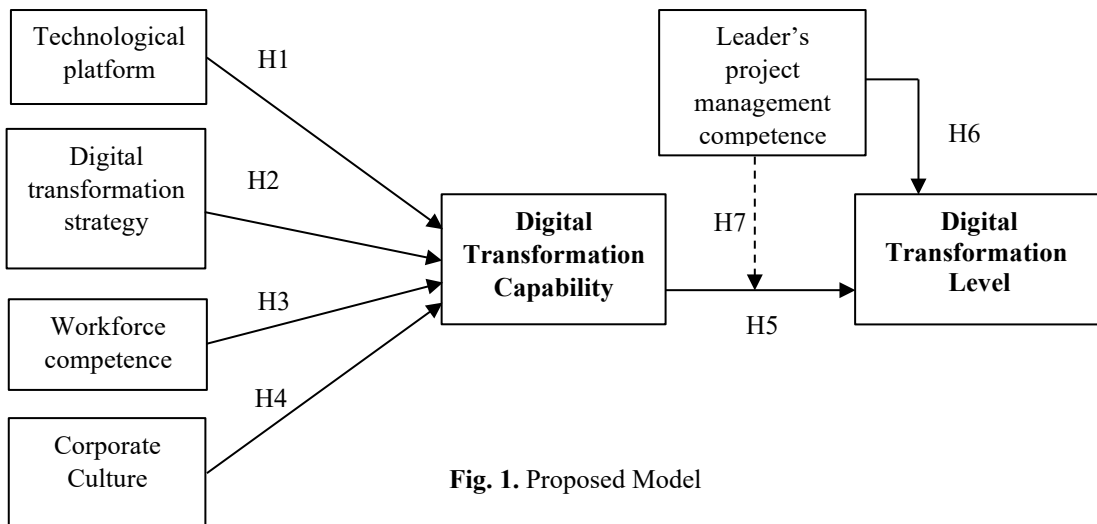 Technological
platform
H1
Digital
transformation
strategy
H2
Workforce
competence
H3
Corporate
Culture
H4
Digital
Transformation
Capability
Leader’s
project
management
competence
H6
H7
H5
Digital
Transformation
Level
Fig. 1. Proposed Model